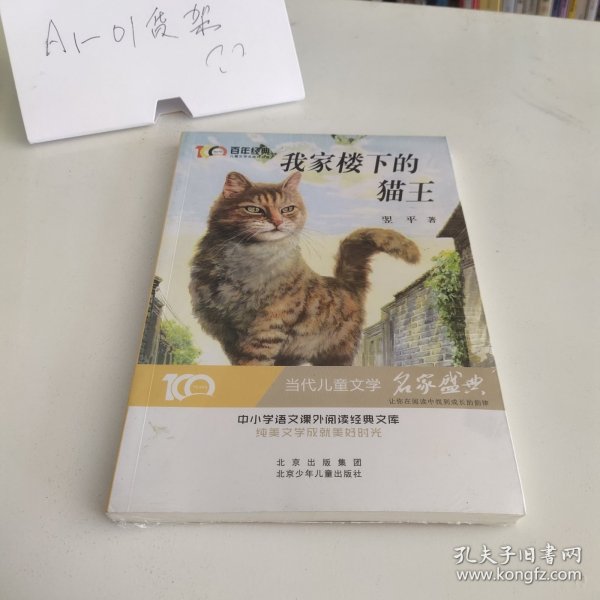 A1-01货架
100
百年经典
我家楼下的
猫王
翌平 著
100
当代儿童文学 名家盛典
让你在阅读中找到成长的韵律
中小学语文课外阅读经典文库
纯美文学成就美好时光
北京出版集团
北京少年儿童出版社
孔夫子旧书网
www.kongfz.com